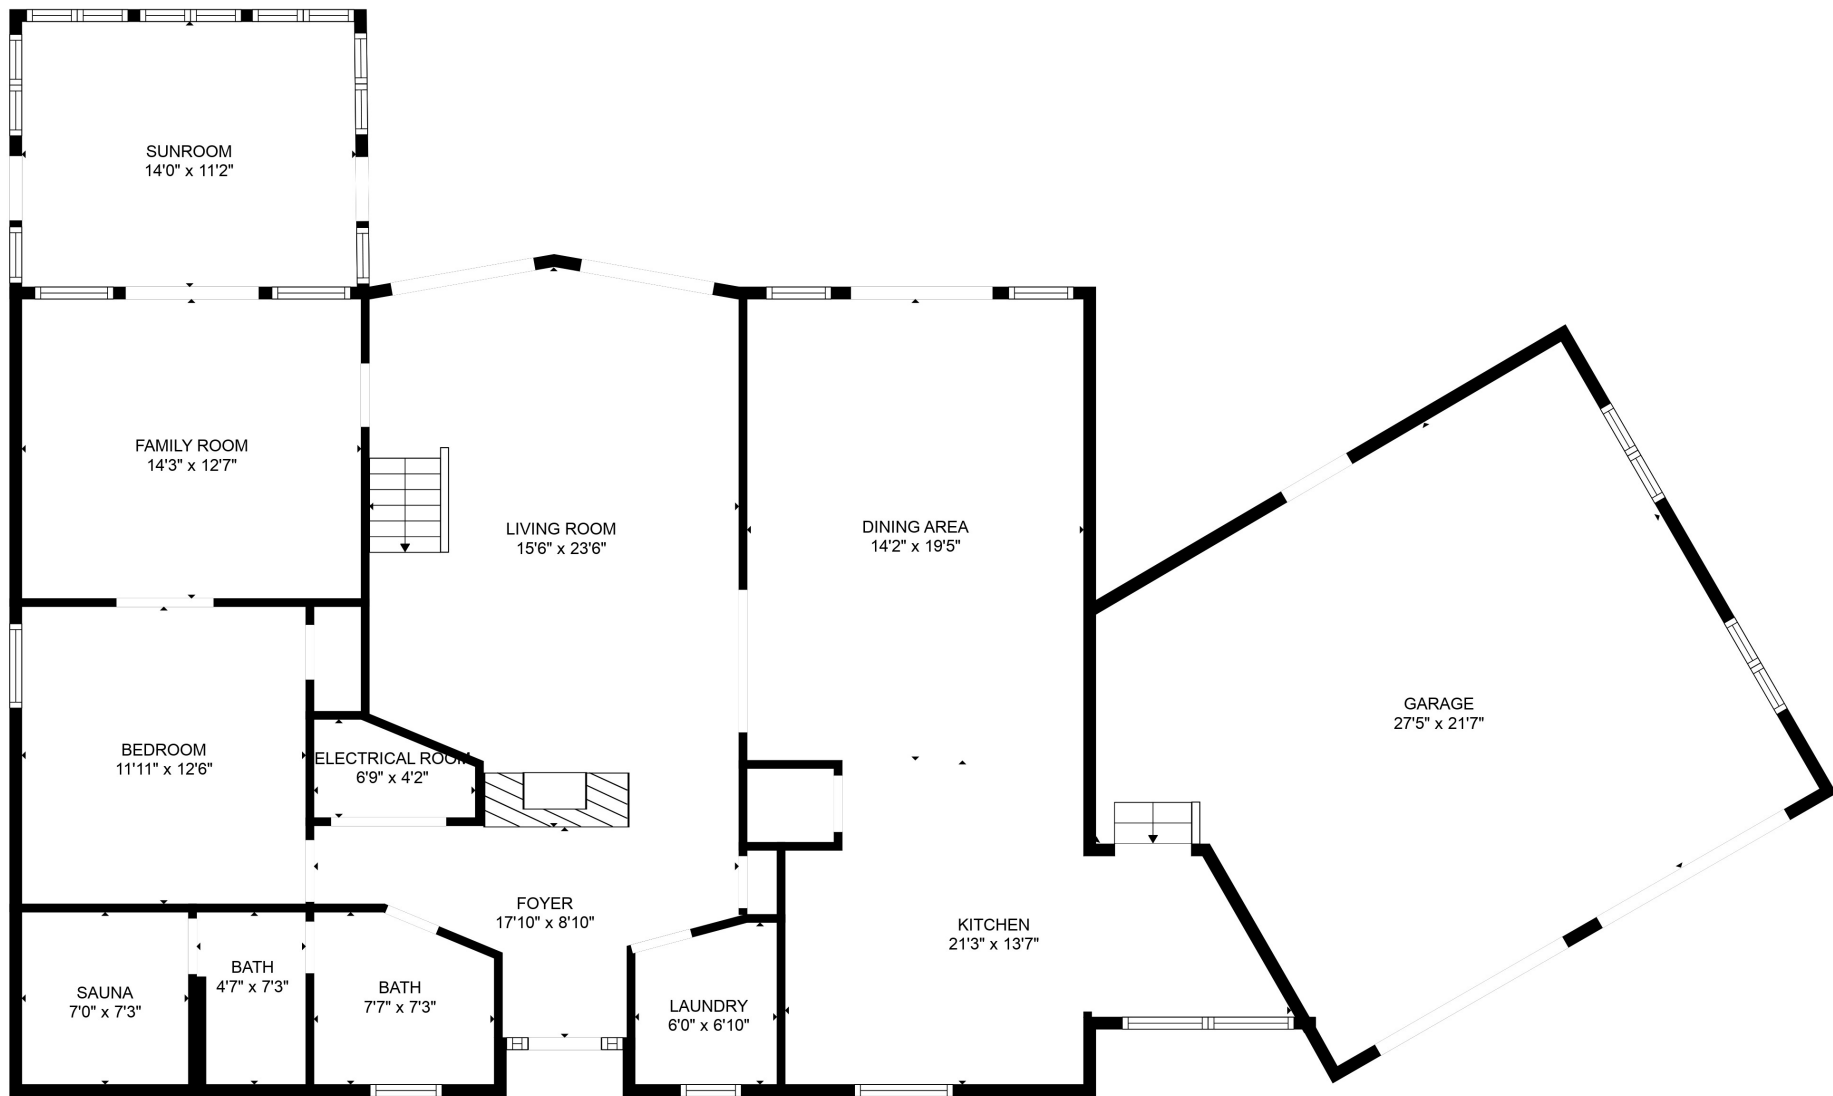 SUNROOM
14'0" x 11'2"
FAMILY ROOM
14'3" x 12'7"
LIVING ROOM
15'6" x 23'6"
DINING AREA
14'2" x 19'5"
GARAGE
27'5" x 21'7"
BEDROOM
11'11" x 12'6"
ELECTRICAL ROOM
6'9" x 4'2"
FOYER
17'10" x 8'10"
KITCHEN
21'3" x 13'7"
SAUNA
7'0" x 7'3"
BATH
4'7" x 7'3"
BATH
7'7" x 7'3"
LAUNDRY
6'0" x 6'10"